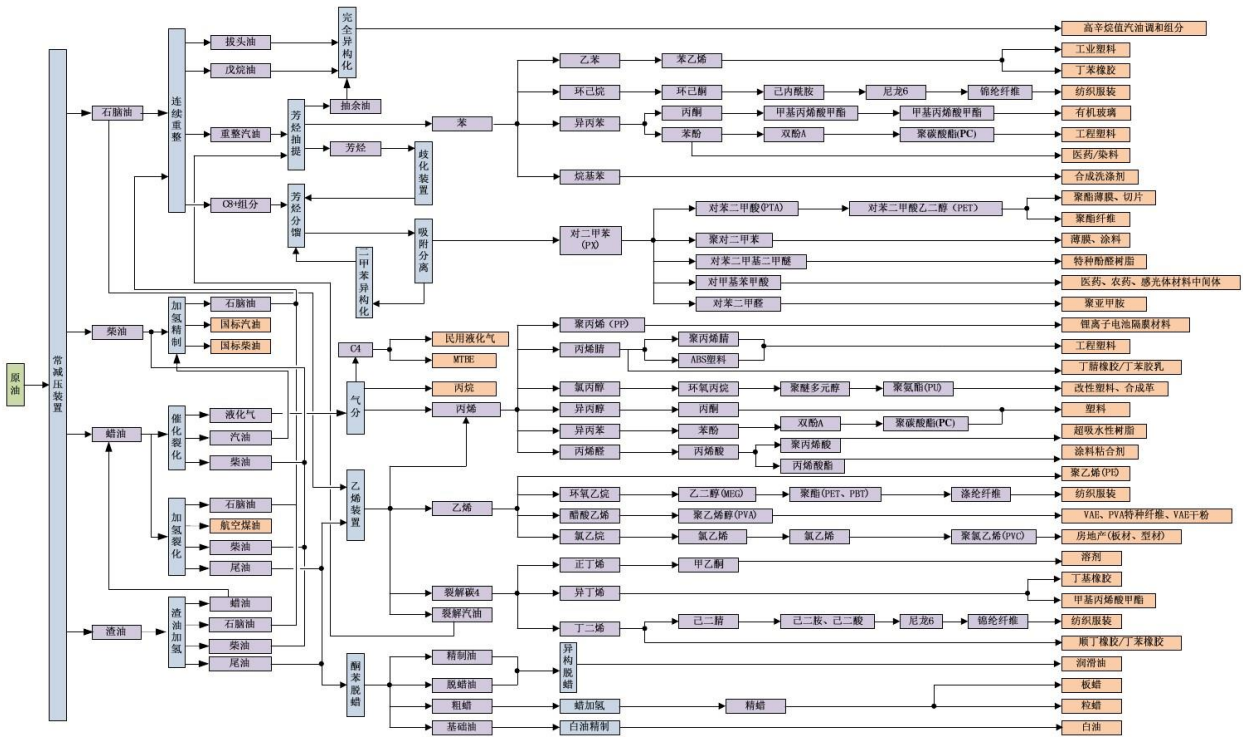 原油
常减压装置
石脑油
柴油
蜡油
渣油
连续重整
拔头油
戊烷油
重整汽油
C8+组分
完全异构化
高辛烷值汽油调和组分
芳烃抽提
抽余油
芳烃
歧化装置
芳烃分馏
吸附分离
二甲苯异构化
苯
乙苯
苯乙烯
工业塑料
丁苯橡胶
环己烷
环己酮
己内酰胺
尼龙6
锦纶纤维
纺织服装
异丙苯
丙酮
甲基丙烯酸甲酯
甲基丙烯酸甲酯
有机玻璃
苯酚
双酚A
聚碳酸酯(PC)
工程塑料
医药/染料
烷基苯
合成洗涤剂
对二甲苯
(PX)
对苯二甲酸(PTA)
对苯二甲酸乙二醇（PET）
聚酯薄膜、切片
聚酯纤维
聚对二甲苯
薄膜、涂料
对苯二甲基二甲醚
特种酚醛树脂
对甲基苯甲酸
医药、农药、感光体材料中间体
对苯二甲醛
聚亚甲胺
加氢精制
石脑油
国标汽油
国标柴油
催化裂化
液化气
汽油
柴油
加氢裂化
石脑油
航空煤油
柴油
尾油
渣油加氢
蜡油
石脑油
柴油
尾油
C4
民用液化气
MTBE
气分
丙烷
丙烯
聚丙烯（PP）
锂离子电池隔膜材料
丙烯腈
聚丙烯腈
ABS塑料
工程塑料
丁腈橡胶/丁苯胶乳
氯丙醇
环氧丙烷
聚醚多元醇
聚氨酯(PU)
改性塑料、合成革
异丙醇
丙酮
塑料
异丙苯
苯酚
双酚A
聚碳酸酯(PC)
超吸水性树脂
丙烯醛
丙烯酸
聚丙烯酸
丙烯酸酯
涂料粘合剂
乙烯装置
乙烯
聚乙烯(PE)
环氧乙烷
乙二醇(MEG)
聚酯(PET、PBT)
涤纶纤维
纺织服装
醋酸乙烯
聚乙烯醇(PVA)
VAE、PVA特种纤维、VAE干粉
氯乙烷
氯乙烯
氯乙烯
聚氯乙烯(PVC)
房地产(板材、型材)
裂解碳4
裂解汽油
正丁烯
甲乙酮
溶剂
异丁烯
丁基橡胶
甲基丙烯酸甲酯
丁二烯
己二腈
己二胺、己二酸
尼龙6
锦纶纤维
纺织服装
顺丁橡胶/丁苯橡胶
酮苯脱蜡
精制油
脱蜡油
异构脱蜡
润滑油
粗蜡
蜡加氢
精蜡
板蜡
粒蜡
基础油
白油精制
白油